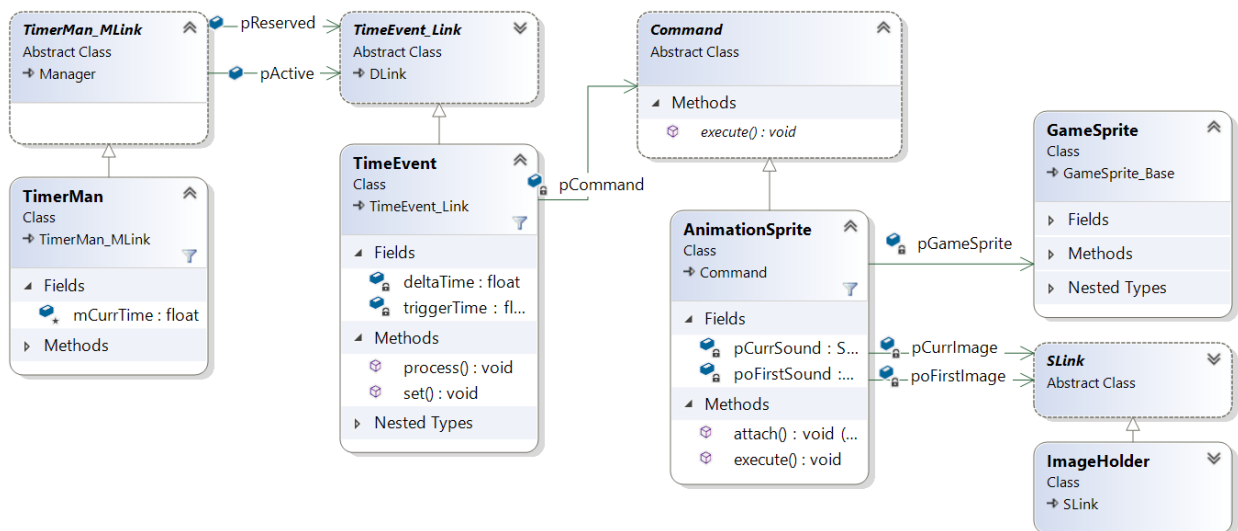 TimerMan_MLink
Abstract Class
Manager
pReserved
pActive
TimeEvent_Link
Abstract Class
DLink
Command
Abstract Class
Methods
execute() : void
TimerMan
Class
TimerMan_MLink
Fields
mCurrTime : float
Methods
TimeEvent
Class
TimeEvent_Link
Fields
deltaTime : float
triggerTime : fl...
Methods
process() : void
set() : void
Nested Types
pCommand
AnimationSprite
Class
Command
Fields
pCurrSound : S...
poFirstSound :...
Methods
attach() : void (...
execute() : void
pGameSprite
pCurrImage
poFirstImage
GameSprite
Class
GameSprite_Base
Fields
Methods
Nested Types
SLink
Abstract Class
ImageHolder
Class
SLink